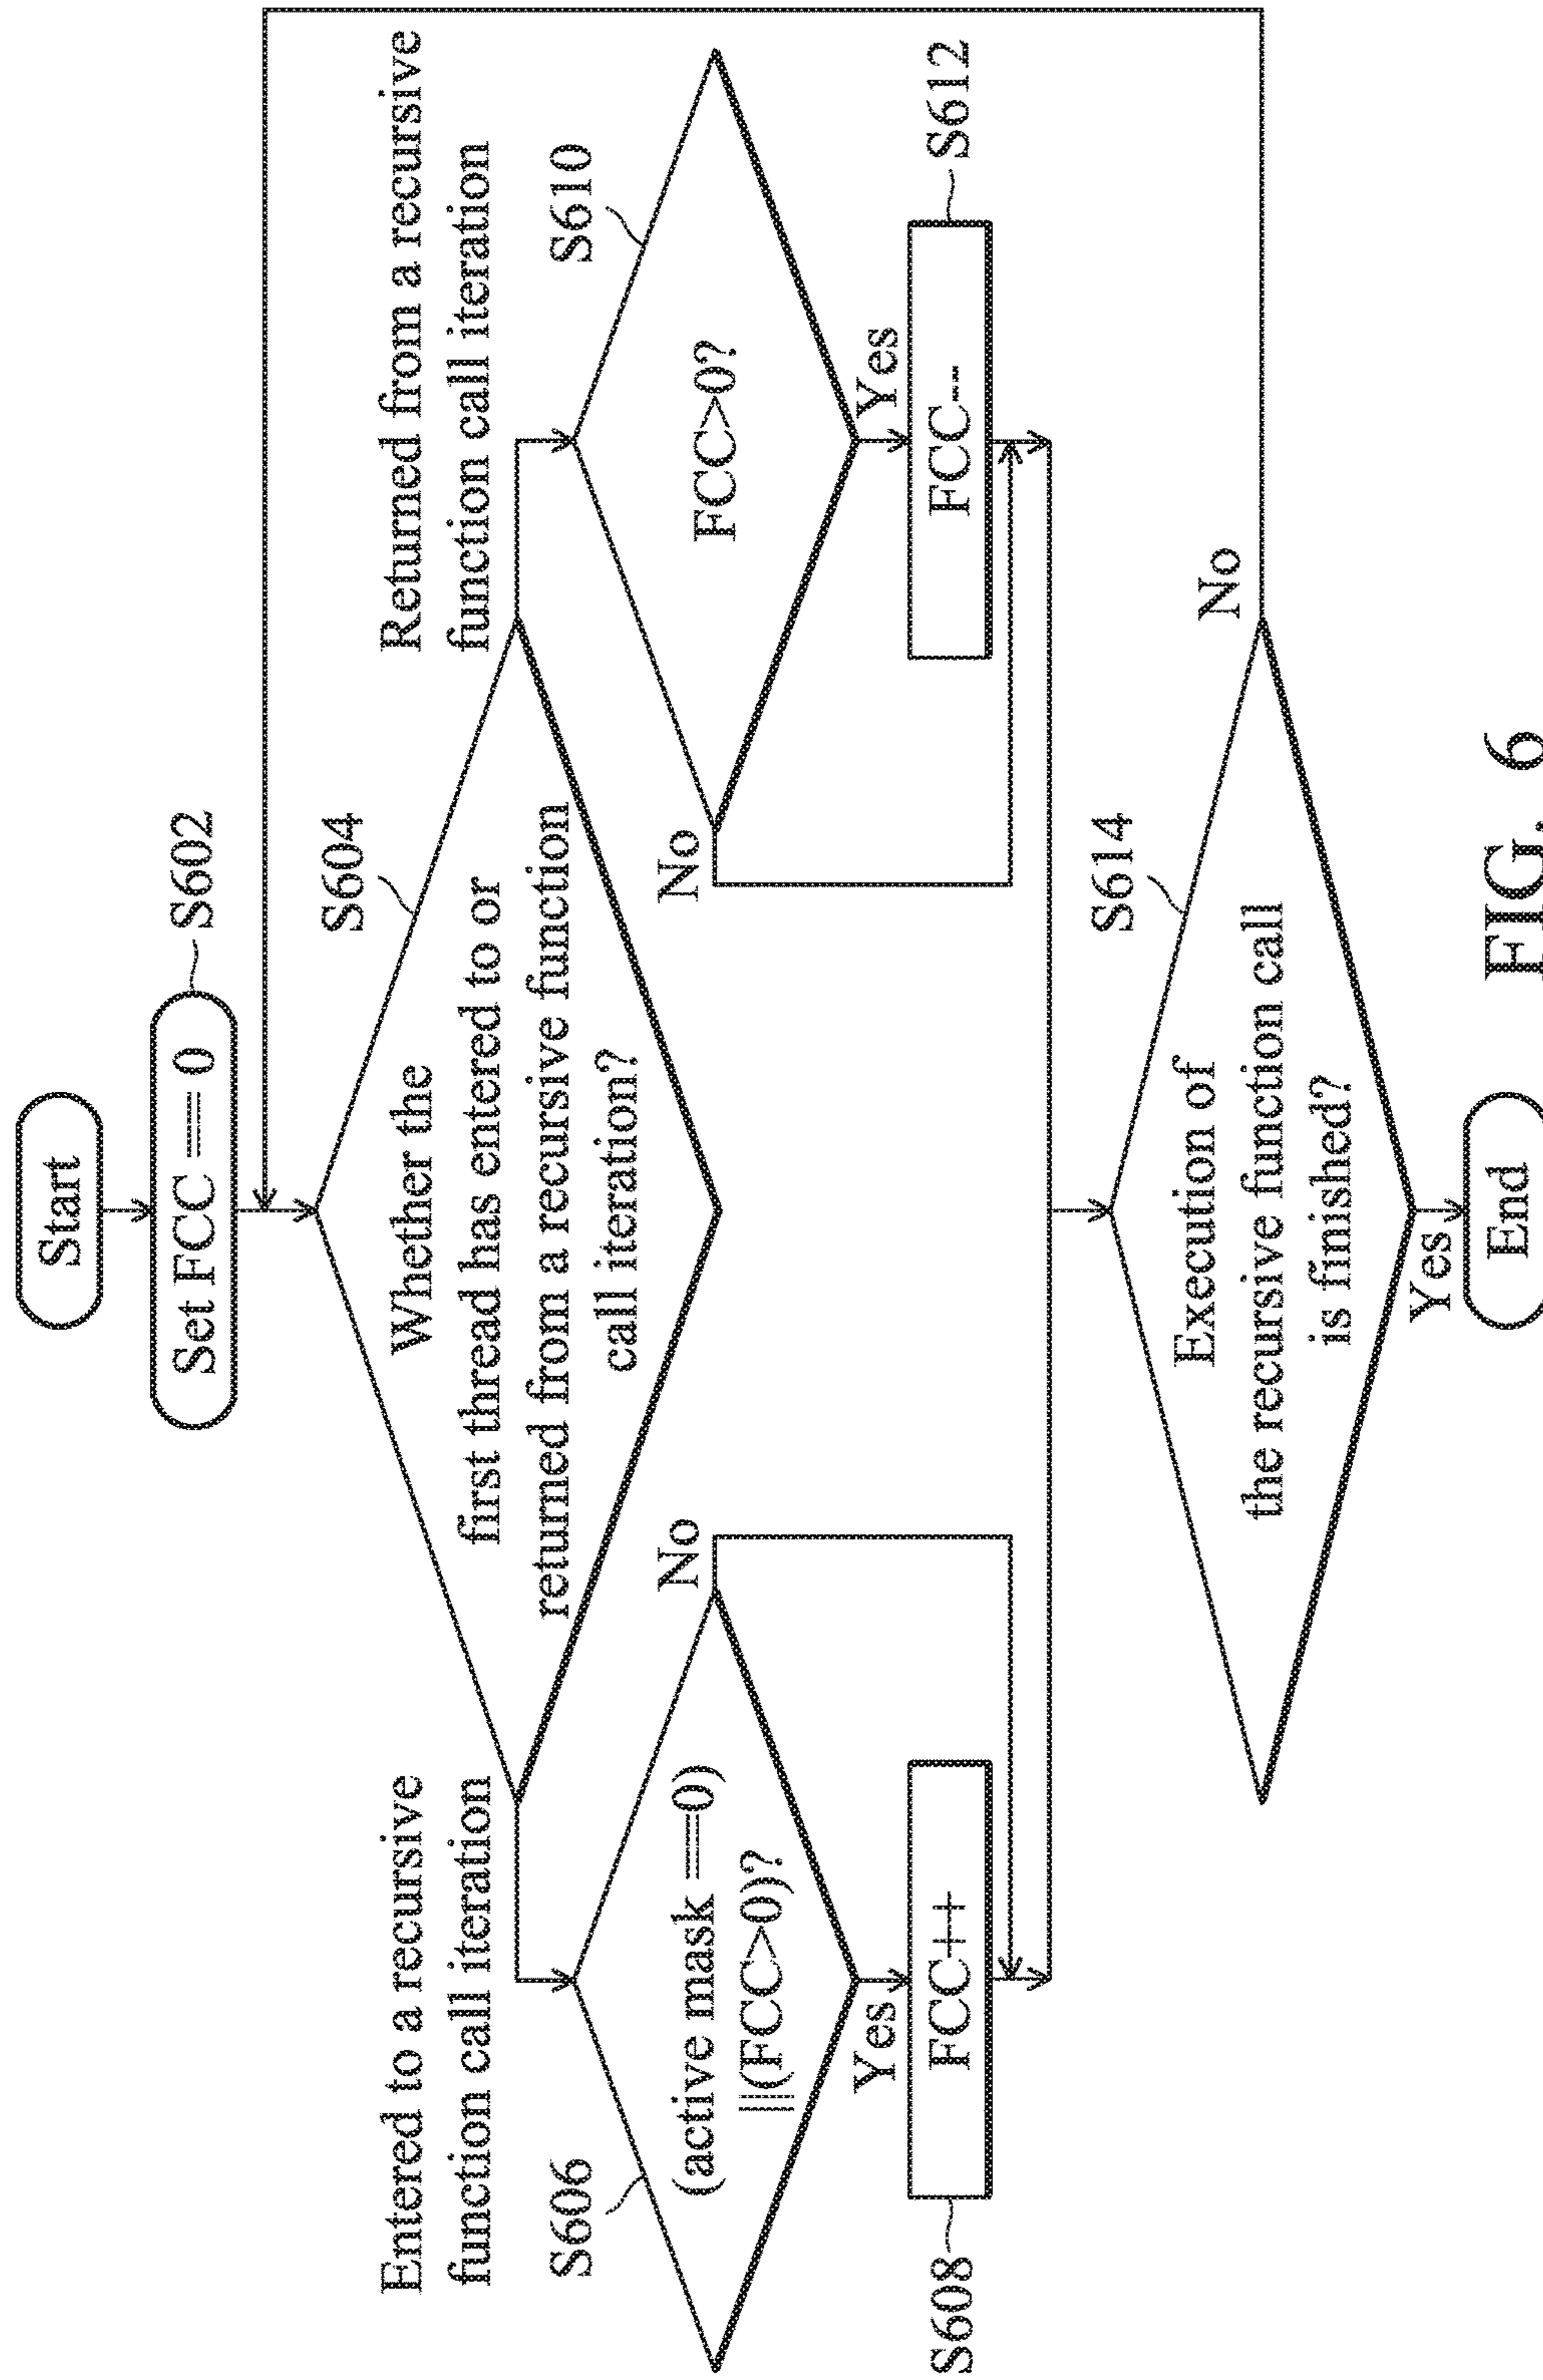 Start
Set FCC == 0
S602
Whether the
first thread has entered to or
returned from a recursive function
call iteration?
S604
Entered to a recursive
function call iteration
Returned from a recursive
function call iteration
S606
(active mask ==0)
||(FCC>0)?
No
Yes
FCC++
S608
S610
FCC>0?
No
Yes
FCC--
S612
Execution of
the recursive function call
is finished?
S614
No
Yes
End
FIG. 6